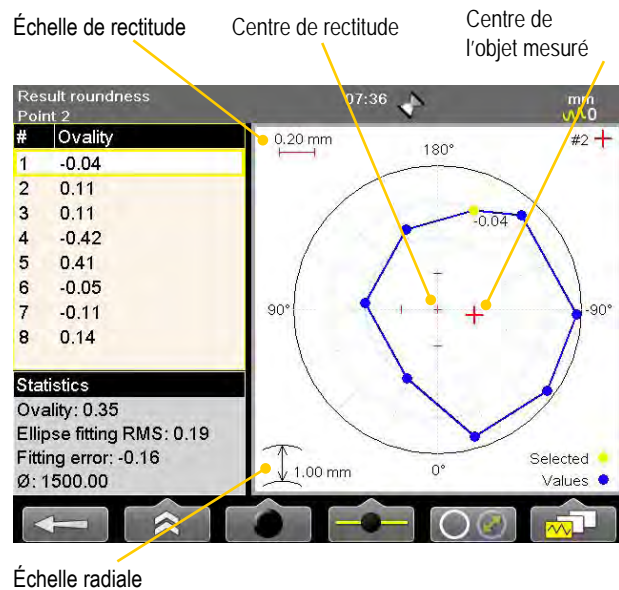 Échelle de rectitude
Centre de rectitude
Centre de
l'objet mesuré
Result roundness
Point 2
07:36
mm
0
# Ovality
1 -0.04
2 0.11
3 0.11
4 -0.42
5 0.41
6 -0.05
7 -0.11
8 0.14
Statistics
Ovality: 0.35
Ellipse fitting RMS: 0.19
Fitting error: -0.16
Ø: 1500.00
0.20 mm
#2
180°
-0.04
90°
-90°
1.00 mm
0°
Selected
Values
Échelle radiale